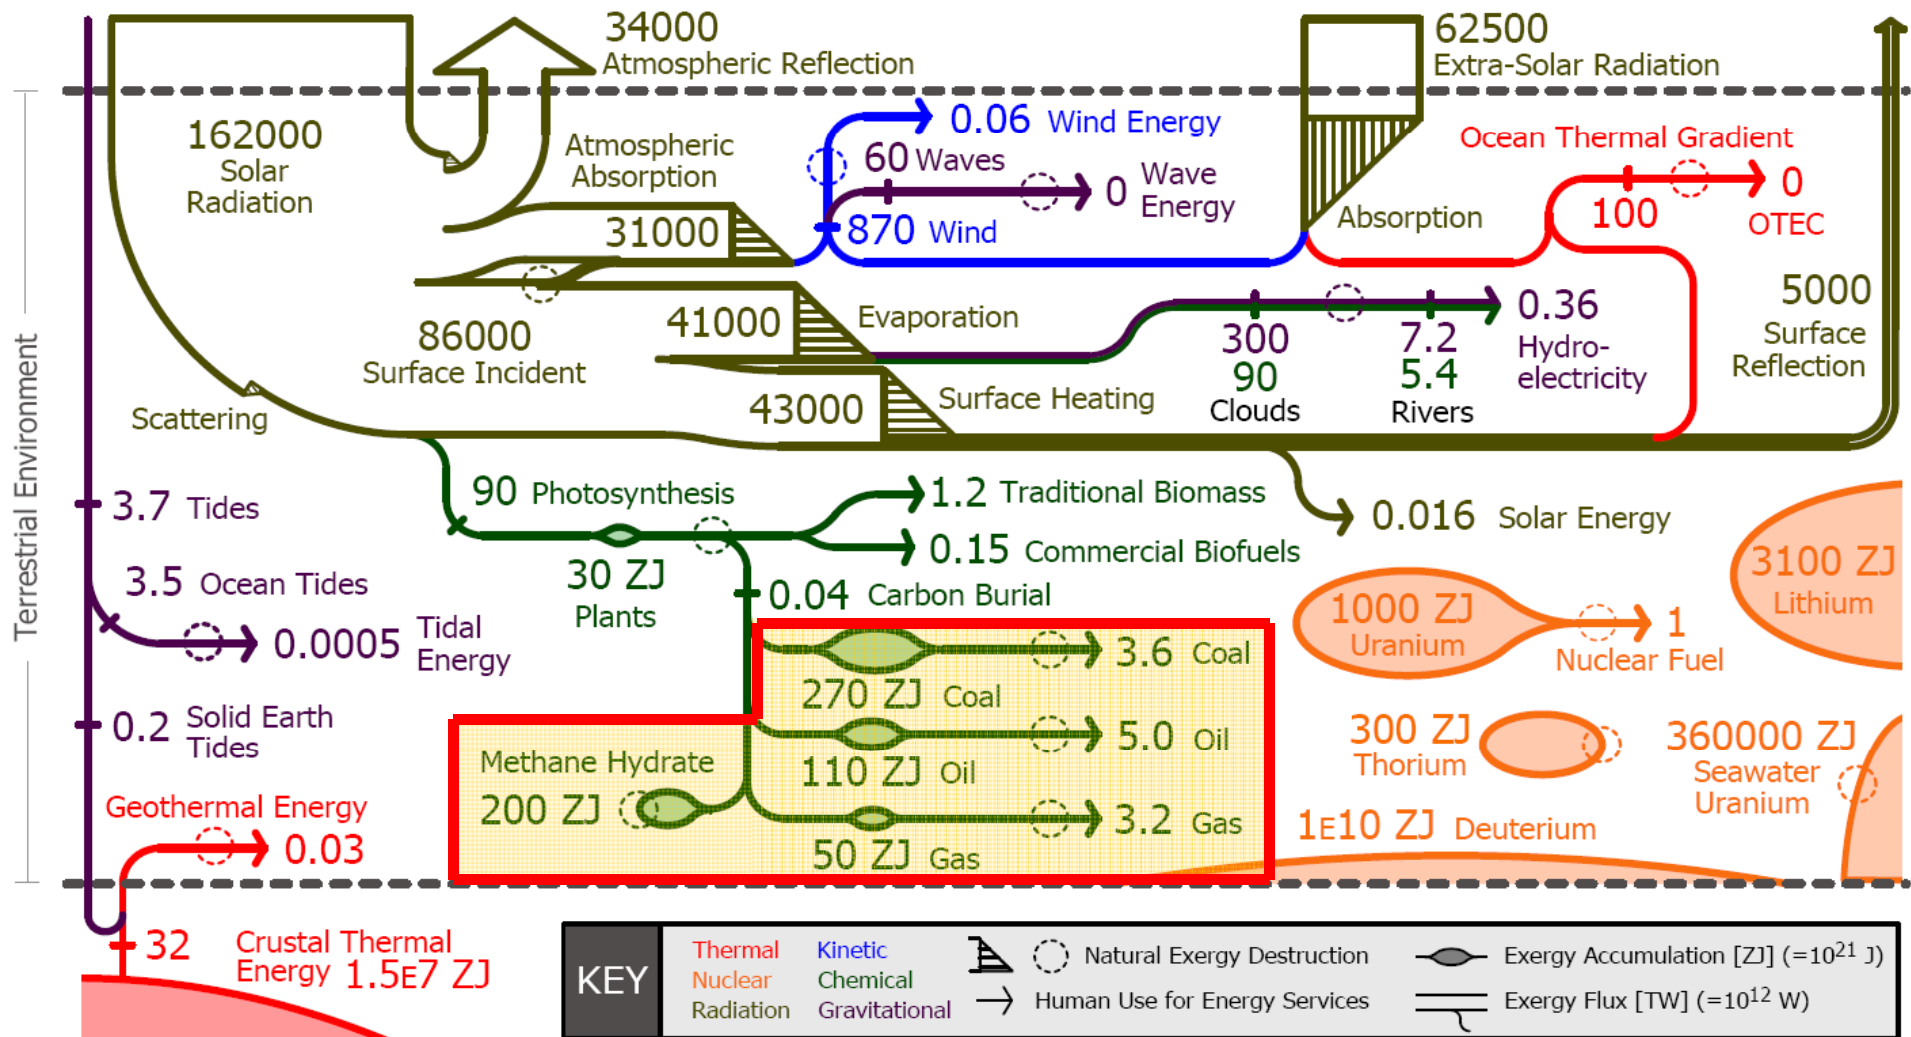 34000
Atmospheric Reflection
62500
Extra-Solar Radiation
162000
Solar
Radiation
Atmospheric
Absorption
0.06 Wind Energy
60 Waves
0 Wave
Energy
Ocean Thermal Gradient
0
OTEC
100
31000
870 Wind
Absorption
Terrestrial Environment
86000
Surface Incident
41000
Evaporation
300
90
Clouds
7.2
5.4
Rivers
0.36
Hydro-
electricity
5000
Surface
Reflection
Scattering
43000
Surface Heating
3.7 Tides
90 Photosynthesis
1.2 Traditional Biomass
0.016 Solar Energy
0.15 Commercial Biofuels
30 ZJ
Plants
0.04 Carbon Burial
3.5 Ocean Tides
0.0005 Tidal
Energy
1000 ZJ
Uranium
1
Nuclear Fuel
3100 ZJ
Lithium
3.6 Coal
270 ZJ Coal
0.2 Solid Earth
Tides
5.0 Oil
110 ZJ Oil
Methane Hydrate
200 ZJ
3.2 Gas
50 ZJ Gas
300 ZJ
Thorium
360000 ZJ
Seawater
Uranium
1E10 ZJ Deuterium
Geothermal Energy
0.03
32
Crustal Thermal
Energy 1.5E7 ZJ
KEY
Thermal
Nuclear
Radiation
Kinetic
Chemical
Gravitational
Natural Exergy Destruction
Human Use for Energy Services
Exergy Accumulation [ZJ] (=10²¹ J)
Exergy Flux [TW] (=10¹² W)